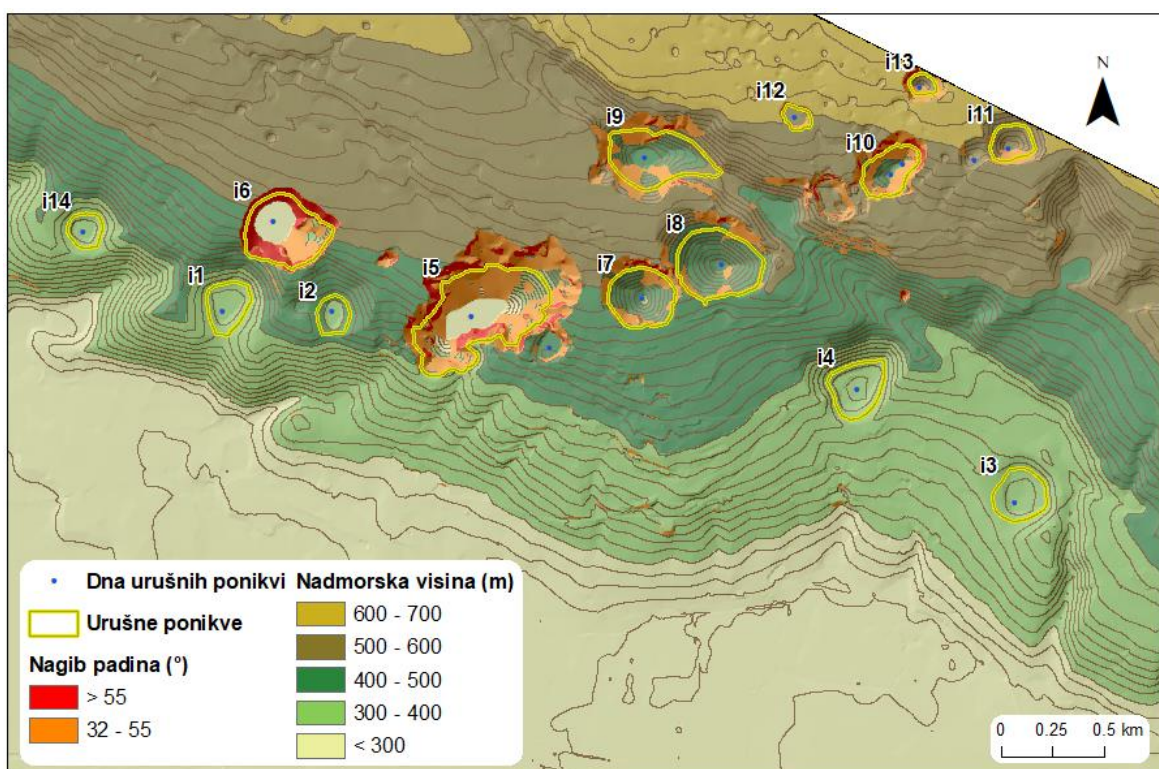 N
i13
i12
i11
i9
i10
i6
i14
i8
i5
i7
i1
i2
i4
i3
Dna urušnih ponikvi
Urušne ponikve
Nagib padina (°)
> 55
32 - 55
Nadmorska visina (m)
600 - 700
500 - 600
400 - 500
300 - 400
< 300
0 0.25 0.5 km